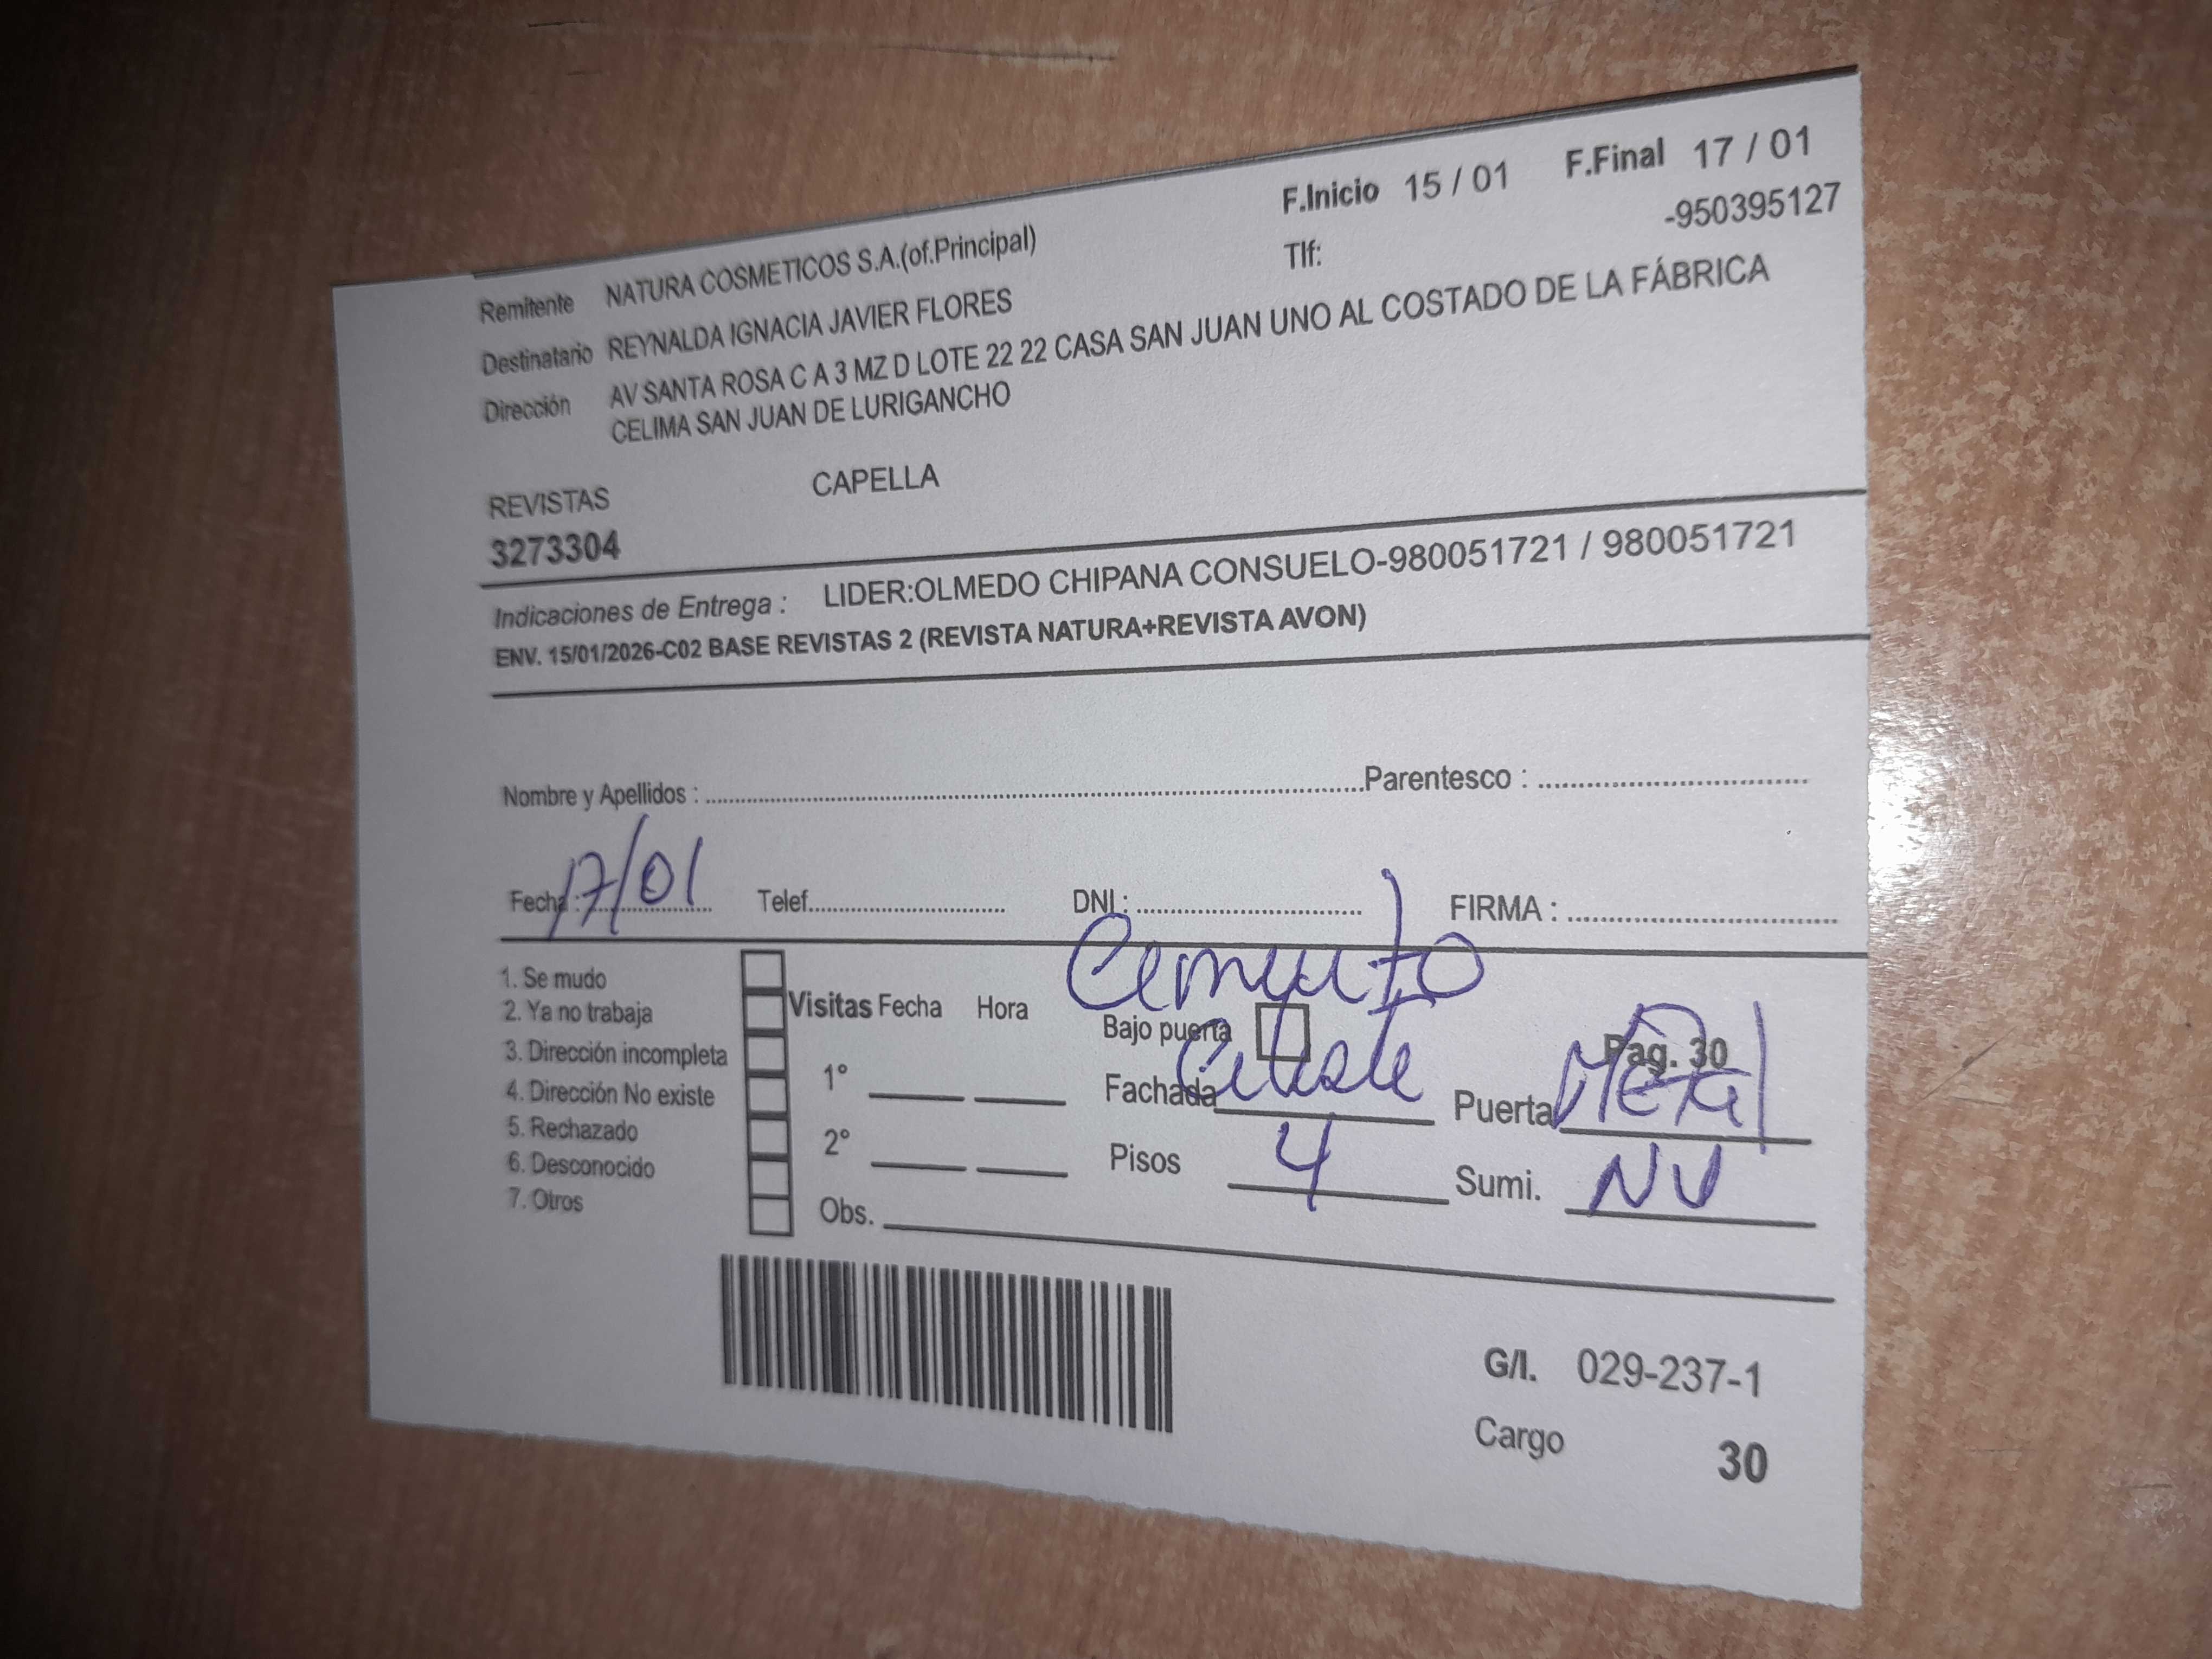 F.Inicio 15 / 01 F.Final 17 / 01
Remitente NATURA COSMETICOS S.A.(of.Principal) Tlf: -950395127
Destinatario REYNALDA IGNACIA JAVIER FLORES
Dirección AV SANTA ROSA C A 3 MZ D LOTE 22 22 CASA SAN JUAN UNO AL COSTADO DE LA FÁBRICA
CELIMA SAN JUAN DE LURIGANCHO
REVISTAS CAPELLA
3273304
Indicaciones de Entrega : LIDER:OLMEDO CHIPANA CONSUELO-980051721 / 980051721
ENV. 15/01/2026-C02 BASE REVISTAS 2 (REVISTA NATURA+REVISTA AVON)
Nombre y Apellidos : Parentesco :
Fecha : 17/01 Telef. DNI : FIRMA :
Cemento
1. Se mudo
2. Ya no trabaja
3. Dirección incompleta
4. Dirección No existe
5. Rechazado
6. Desconocido
7. Otros
Visitas Fecha Hora
1°
2°
Obs.
Bajo puerta Pag. 30
Fachada Celeste Puerta Metal
Pisos 4 Sumi. NV
G/I. 029-237-1
Cargo 30